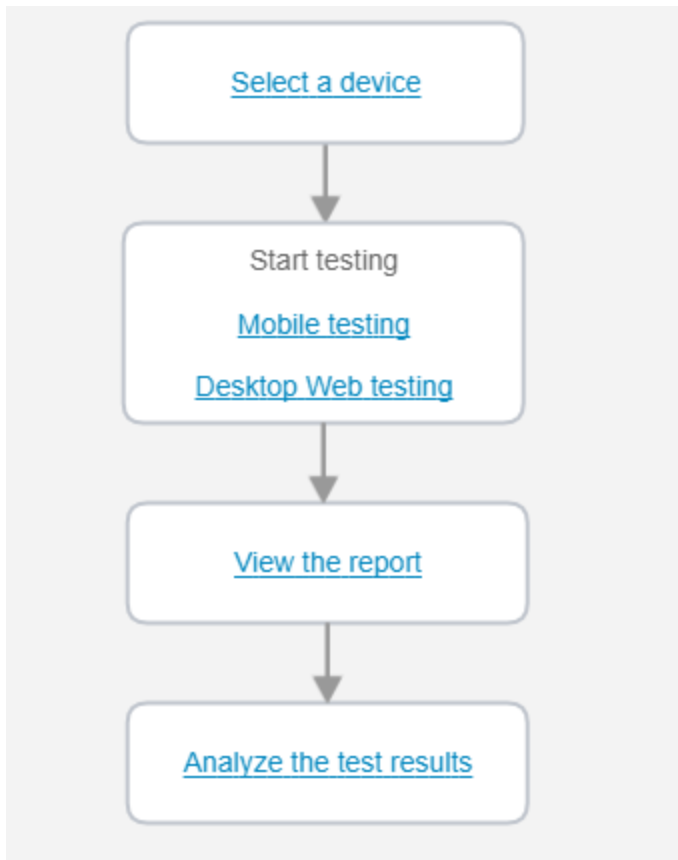 Select a device
Start testing
Mobile testing
Desktop Web testing
View the report
Analyze the test results